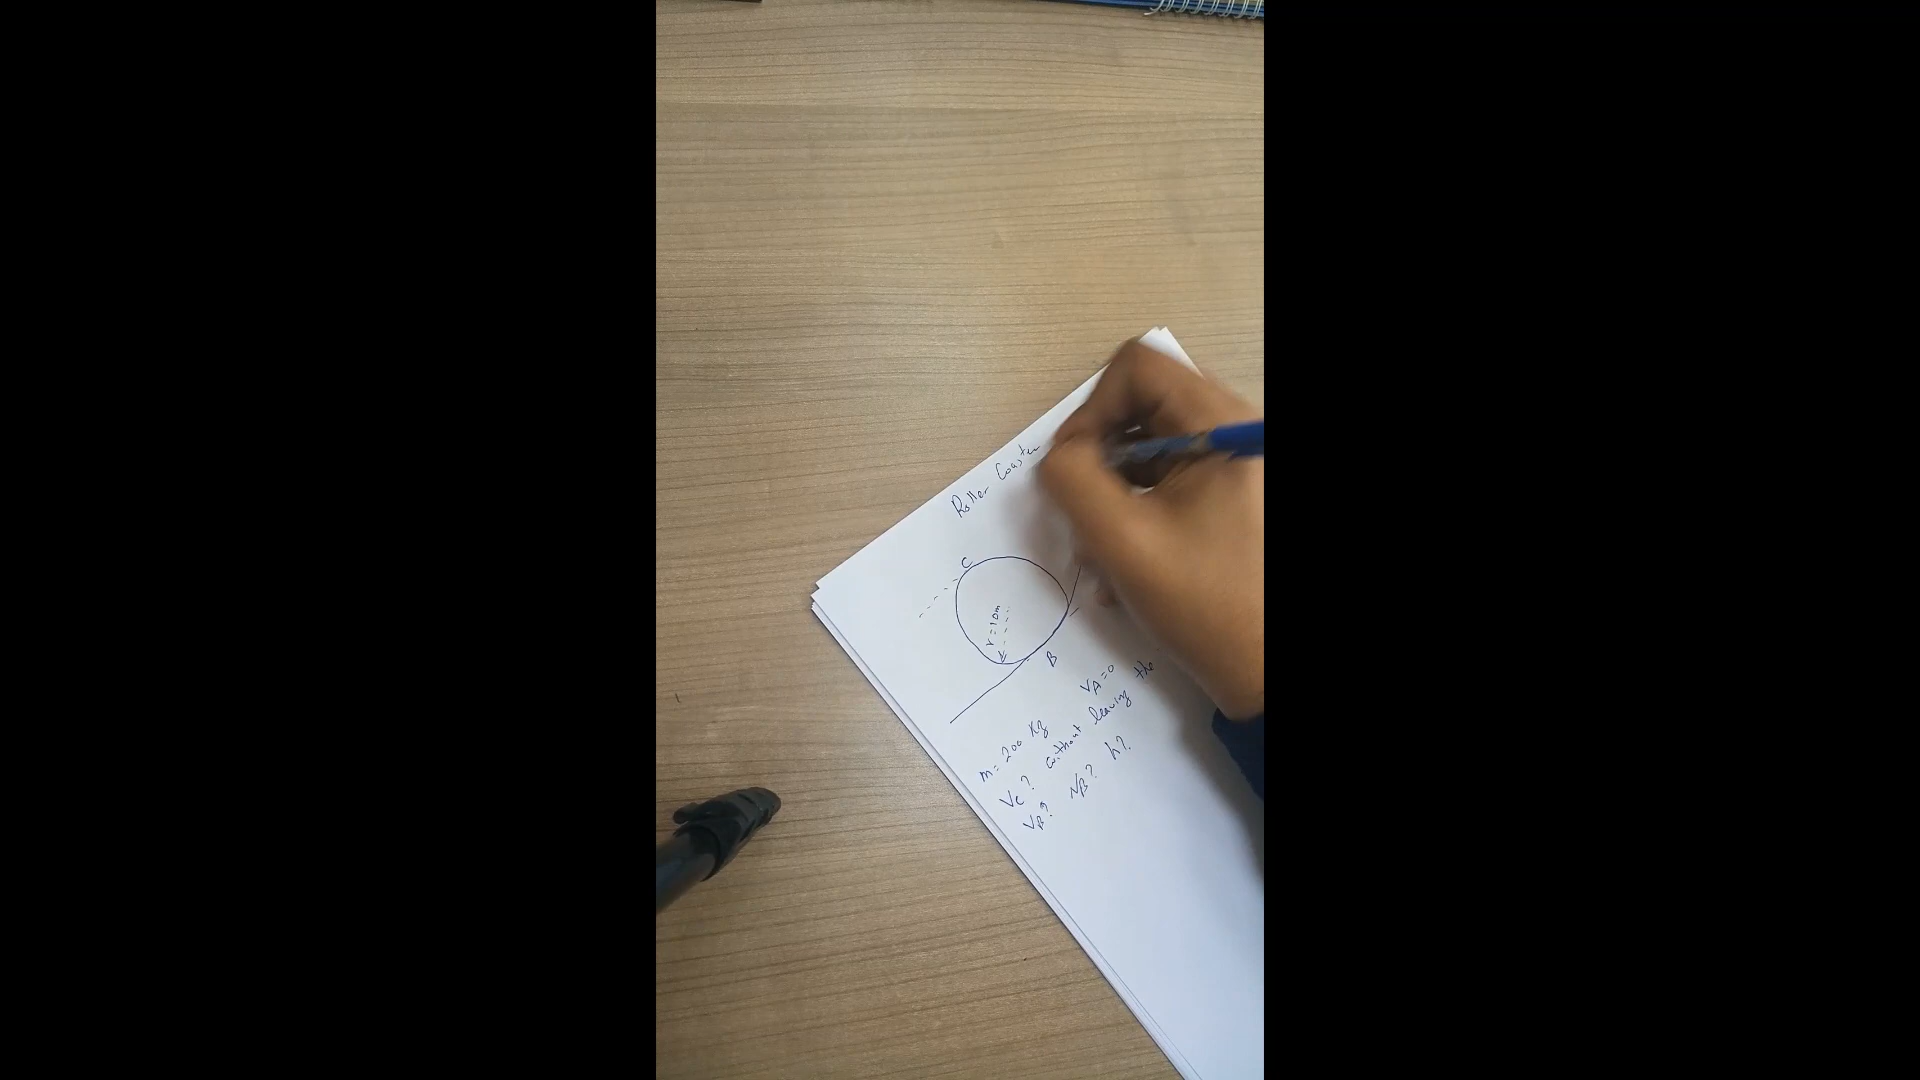 Roller Coaster
C
r = 10m
B
m = 200 Kg VA = 0
Vc ? without leaving the
VB? NB? h?